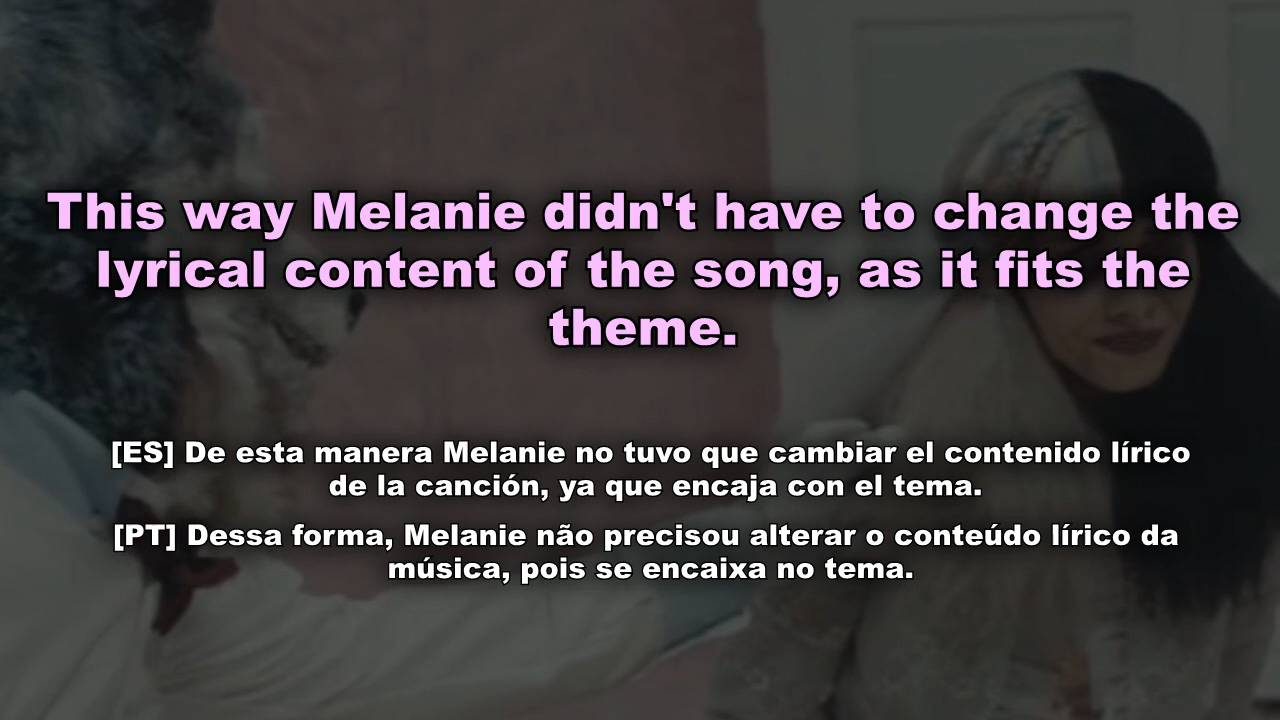 This way Melanie didn't have to change the
lyrical content of the song, as it fits the
theme.
[ES] De esta manera Melanie no tuvo que cambiar el contenido lírico
de la canción, ya que encaja con el tema.
[PT] Dessa forma, Melanie não precisou alterar o conteúdo lírico da
música, pois se encaixa no tema.